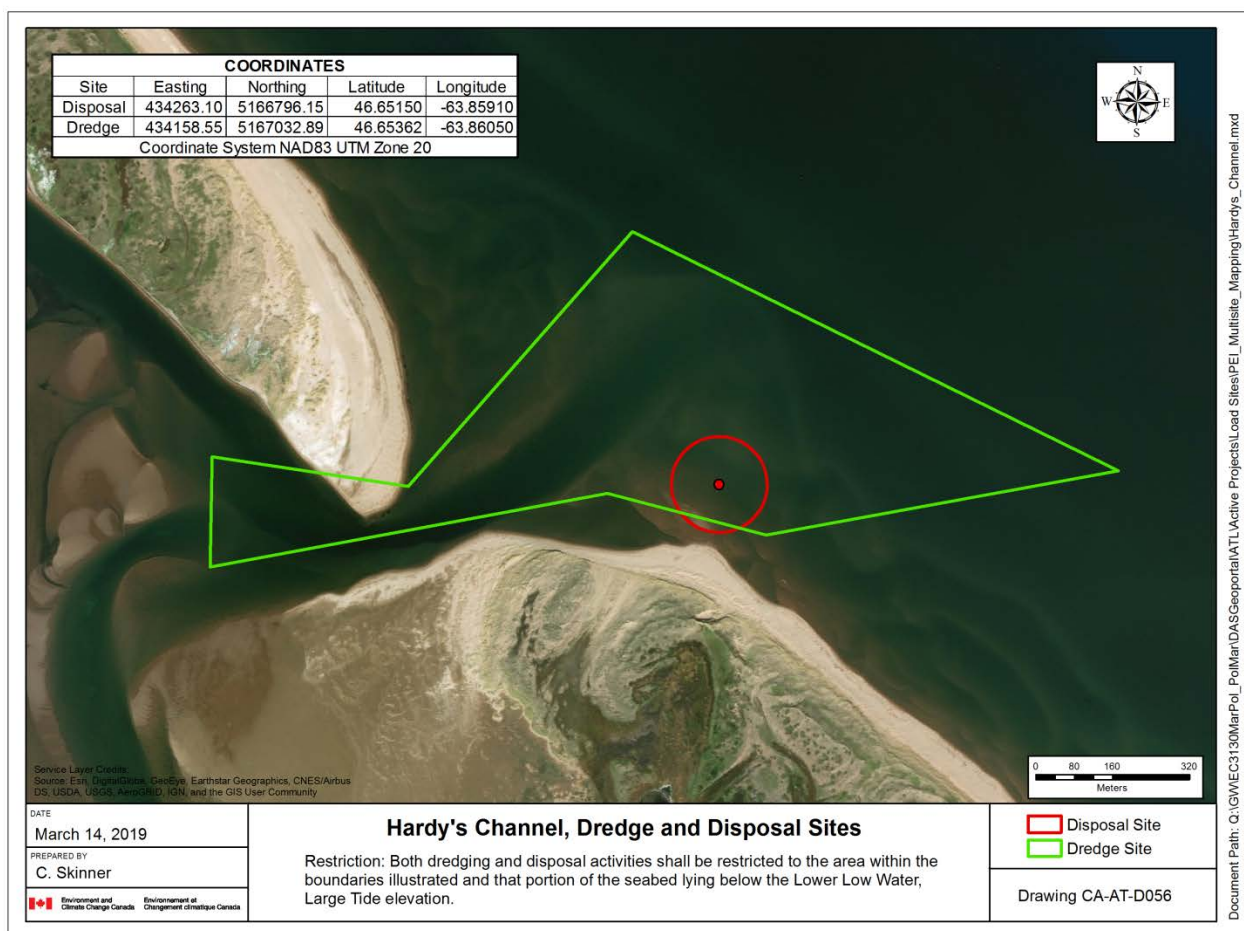 COORDINATES
Site Easting Northing Latitude Longitude
Disposal 434263.10 5166796.15 46.65150 -63.85910
Dredge 434158.55 5167032.89 46.65362 -63.86050
Coordinate System NAD83 UTM Zone 20
N
W E
S
Service Layer Credits:
Source: Esri, DigitalGlobe, GeoEye, Earthstar Geographics, CNES/Airbus
DS, USDA, USGS, AeroGRID, IGN, and the GIS User Community
0 80 160 320
Meters
DATE
March 14, 2019
PREPARED BY
C. Skinner
Environment and Environnement et
Climate Change Canada Changement climatique Canada
Hardy's Channel, Dredge and Disposal Sites
Restriction: Both dredging and disposal activities shall be restricted to the area within the
boundaries illustrated and that portion of the seabed lying below the Lower Low Water,
Large Tide elevation.
Disposal Site
Dredge Site
Drawing CA-AT-D056
Document Path: Q:\GW\EC3130MarPol_PolMar\DASGeoportal\ATL\Active Projects\Load Sites\PEI_Multisite_Mapping\Hardys_Channel.mxd